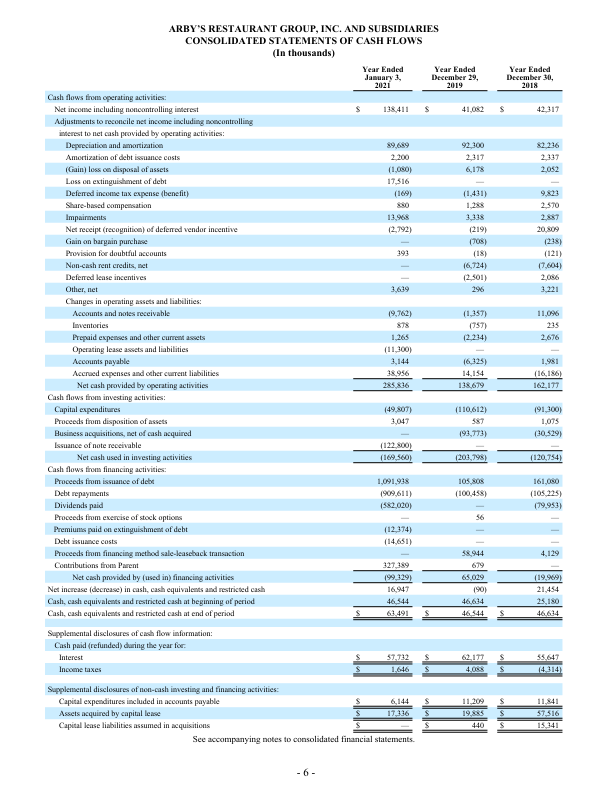 ARBY'S RESTAURANT GROUP, INC. AND SUBSIDIARIES
CONSOLIDATED STATEMENTS OF CASH FLOWS
(In thousands)
Year Ended January 3, 2021 Year Ended December 29, 2019 Year Ended December 30, 2018
Cash flows from operating activities:
Net income including noncontrolling interest $ 138,411 $ 41,082 $ 42,317
Adjustments to reconcile net income including noncontrolling
interest to net cash provided by operating activities:
Depreciation and amortization 89,689 92,300 82,236
Amortization of debt issuance costs 2,200 2,317 2,337
(Gain) loss on disposal of assets (1,080) 6,178 2,052
Loss on extinguishment of debt 17,516 — —
Deferred income tax expense (benefit) (169) (1,431) 9,823
Share-based compensation 880 1,288 2,570
Impairments 13,968 3,338 2,887
Net receipt (recognition) of deferred vendor incentive (2,792) (219) 20,809
Gain on bargain purchase — (708) (238)
Provision for doubtful accounts 393 (18) (121)
Non-cash rent credits, net — (6,724) (7,604)
Deferred lease incentives — (2,501) 2,086
Other, net 3,639 296 3,221
Changes in operating assets and liabilities:
Accounts and notes receivable (9,762) (1,357) 11,096
Inventories 878 (757) 235
Prepaid expenses and other current assets 1,265 (2,234) 2,676
Operating lease assets and liabilities (11,300) — —
Accounts payable 3,144 (6,325) 1,981
Accrued expenses and other current liabilities 38,956 14,154 (16,186)
Net cash provided by operating activities 285,836 138,679 162,177
Cash flows from investing activities:
Capital expenditures (49,807) (110,612) (91,300)
Proceeds from disposition of assets 3,047 587 1,075
Business acquisitions, net of cash acquired — (93,773) (30,529)
Issuance of note receivable (122,800) — —
Net cash used in investing activities (169,560) (203,798) (120,754)
Cash flows from financing activities:
Proceeds from issuance of debt 1,091,938 105,808 161,080
Debt repayments (909,611) (100,458) (105,225)
Dividends paid (582,020) — (79,953)
Proceeds from exercise of stock options — 56 —
Premiums paid on extinguishment of debt (12,374) — —
Debt issuance costs (14,651) — —
Proceeds from financing method sale-leaseback transaction — 58,944 4,129
Contributions from Parent 327,389 679 —
Net cash provided by (used in) financing activities (99,329) 65,029 (19,969)
Net increase (decrease) in cash, cash equivalents and restricted cash 16,947 (90) 21,454
Cash, cash equivalents and restricted cash at beginning of period 46,544 46,634 25,180
Cash, cash equivalents and restricted cash at end of period $ 63,491 $ 46,544 $ 46,634
Supplemental disclosures of cash flow information:
Cash paid (refunded) during the year for:
Interest $ 57,732 $ 62,177 $ 55,647
Income taxes $ 1,646 $ 4,088 $ (4,314)
Supplemental disclosures of non-cash investing and financing activities:
Capital expenditures included in accounts payable $ 6,144 $ 11,209 $ 11,841
Assets acquired by capital lease $ 17,336 $ 19,885 $ 57,516
Capital lease liabilities assumed in acquisitions $ — $ 440 $ 15,341
See accompanying notes to consolidated financial statements.
- 6 -